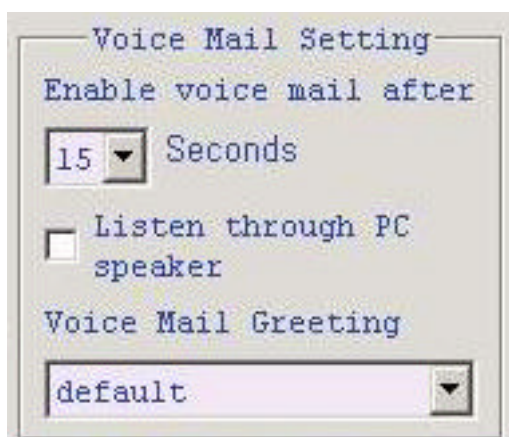 Voice Mail Setting
Enable voice mail after
15 Seconds
Listen through PC
speaker
Voice Mail Greeting
default